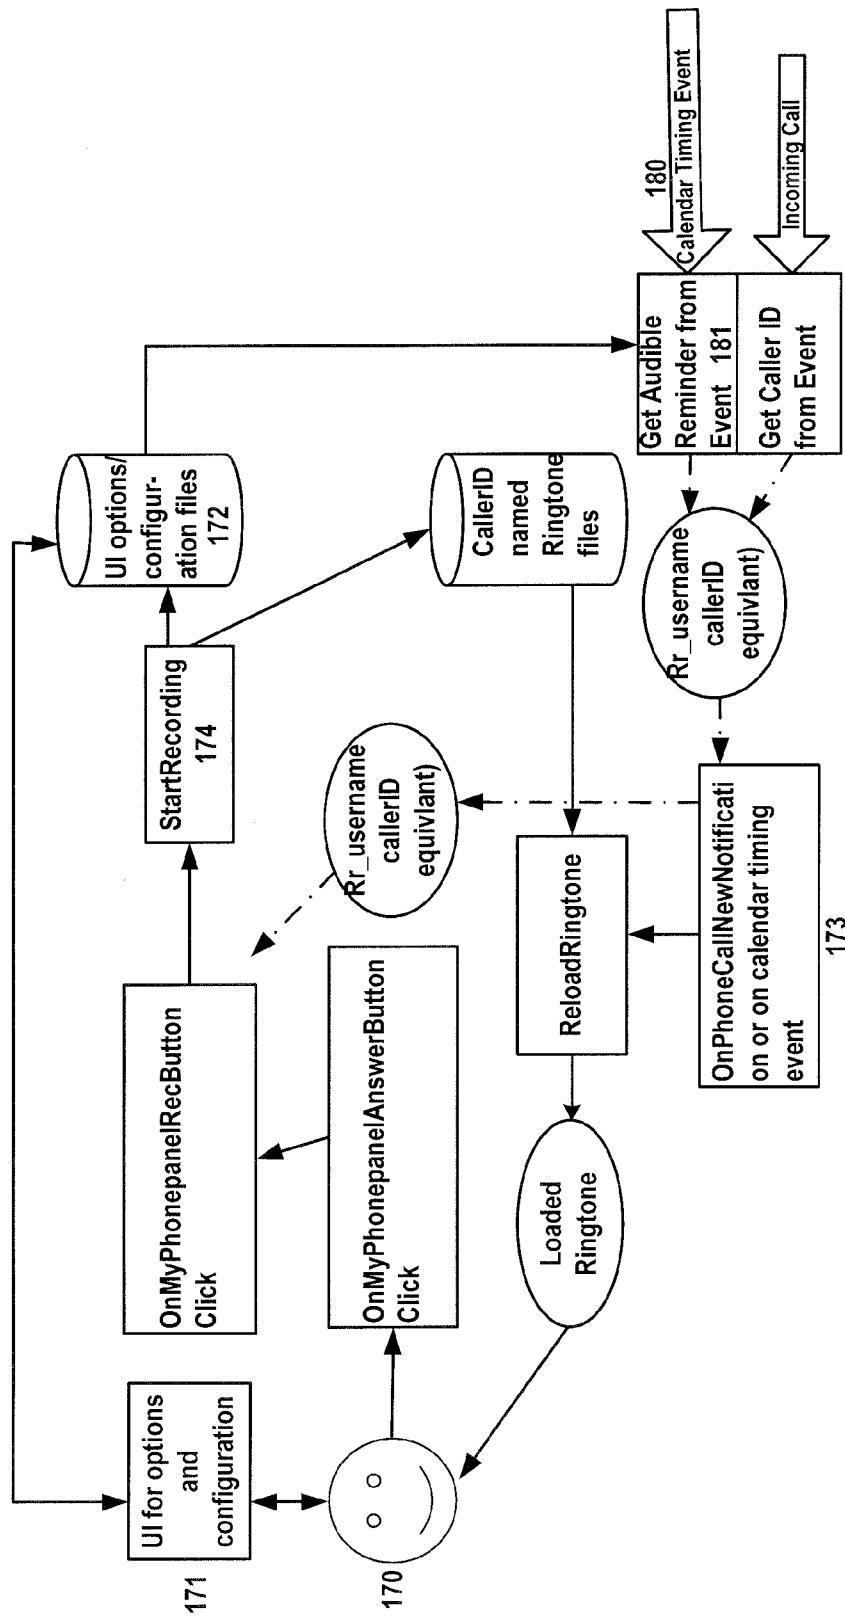 UI for options
and
configuration
171
170
OnMyPhonepanelRecButton
Click
OnMyPhonepanelAnswerButton
Click
StartRecording
174
UI options/
configur-
ation files
172
Rr_username
callerID
equivlant)
CallerID
named
Ringtone
files
Loaded
Ringtone
ReloadRingtone
OnPhoneCallNewNotificati
on or on calendar timing
event
173
Rr_username
callerID
equivlant)
Get Audible
Reminder from
Event 181
Get Caller ID
from Event
180
Calendar Timing Event
Incoming Call